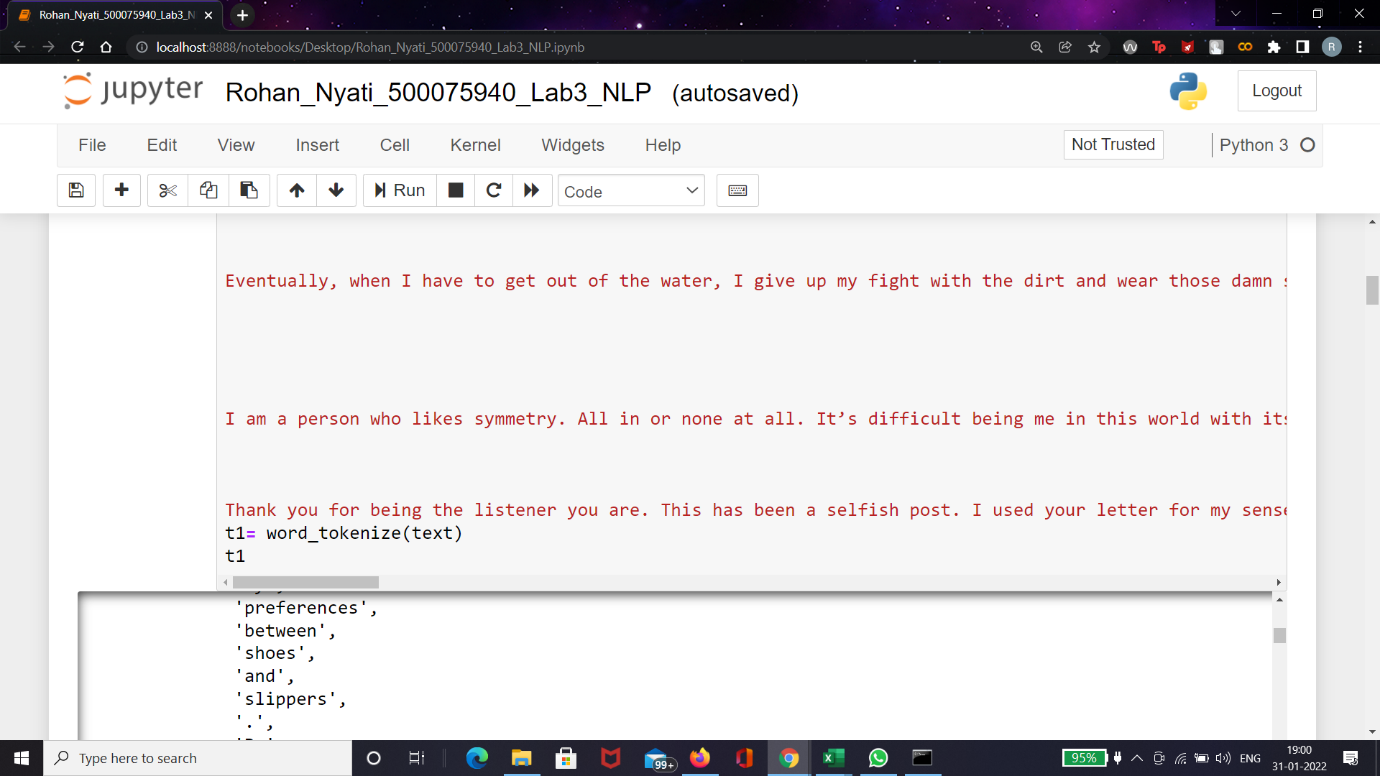 Rohan_Nyati_500075940_Lab3_N
localhost:8888/notebooks/Desktop/Rohan_Nyati_500075940_Lab3_NLP.ipynb
Tp
R
jupyter Rohan_Nyati_500075940_Lab3_NLP (autosaved)
Logout
File Edit View Insert Cell Kernel Widgets Help
Not Trusted
Python 3
Run
Code
Eventually, when I have to get out of the water, I give up my fight with the dirt and wear those damn
I am a person who likes symmetry. All in or none at all. It’s difficult being me in this world with its
Thank you for being the listener you are. This has been a selfish post. I used your letter for my sense
t1= word_tokenize(text)
t1
'preferences',
'between',
'shoes',
'and',
'slippers',
'.',
Type here to search
99+
95%
ENG
19:00
31-01-2022